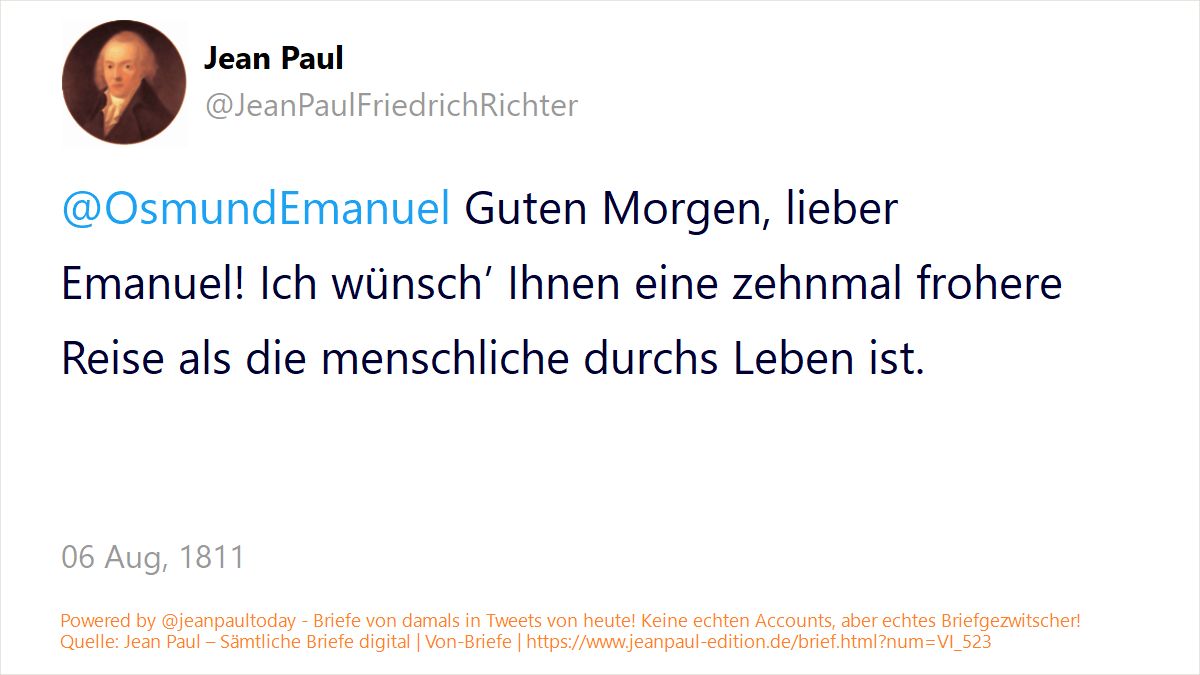 Jean Paul
@JeanPaulFriedrichRichter
@OsmundEmanuel Guten Morgen, lieber
Emanuel! Ich wünsch’ Ihnen eine zehnmal frohere
Reise als die menschliche durchs Leben ist.
06 Aug, 1811
Powered by @jeanpaultoday - Briefe von damals in Tweets von heute! Keine echten Accounts, aber echtes Briefgezwitscher!
Quelle: Jean Paul – Sämtliche Briefe digital | Von-Briefe | https://www.jeanpaul-edition.de/brief.html?num=VI_523